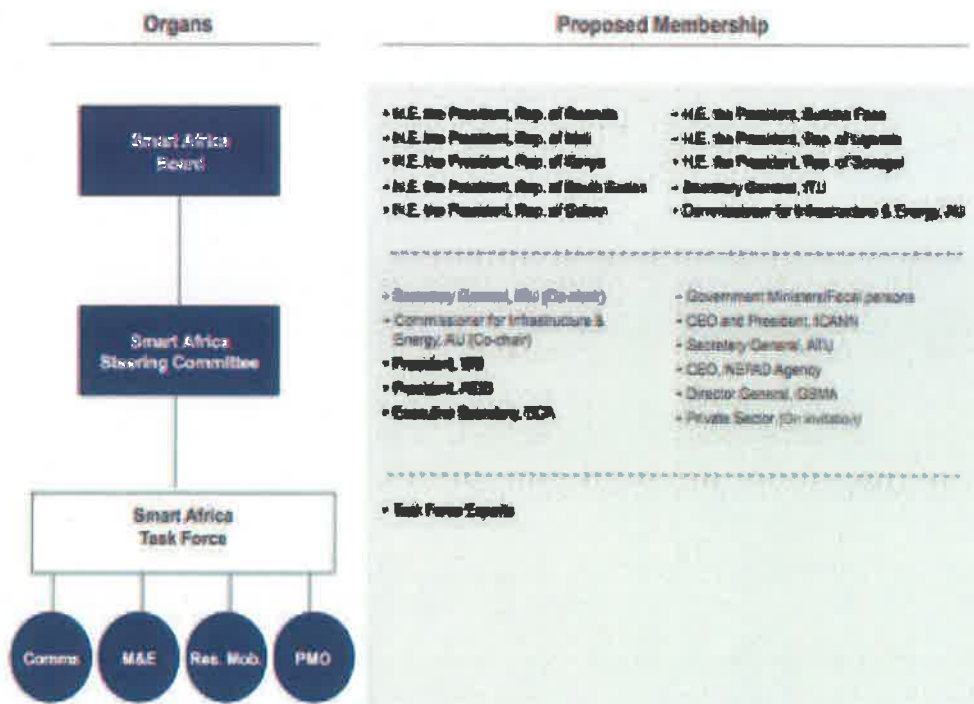 Organs
Proposed Membership
Smart Africa
Board
• H.E. the President, Rep. of Rwanda
• H.E. the President, Rep. of Mali
• H.E. the President, Rep. of Kenya
• H.E. the President, Rep. of South Sudan
• H.E. the President, Rep. of Gabon
• H.E. the President, Burkina Faso
• H.E. the President, Rep. of Uganda
• H.E. the President, Rep. of Senegal
• Secretary General, ITU
• Commissioner for Infrastructure & Energy, AU
Smart Africa
Steering Committee
• Secretary General, ITU (Co-chair)
• Commissioner for Infrastructure &
Energy, AU (Co-chair)
• President,
• President,
• Executive Secretary, ECA
• Government Ministers/Focal persons
• CEO and President, ICANN
• Secretary General, ATU
• CEO, NEPAD Agency
• Director General, GSMA
• Private Sector (On invitation)
Smart Africa
Task Force
• Task Force Experts
Comms
M&E
Res. Mob.
PMO